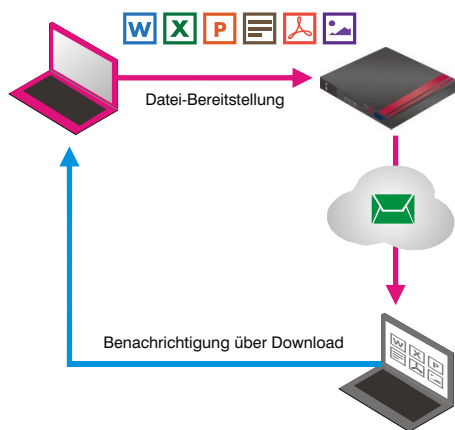 W X P
Datei-Bereitstellung
Benachrichtigung über Download
W X P